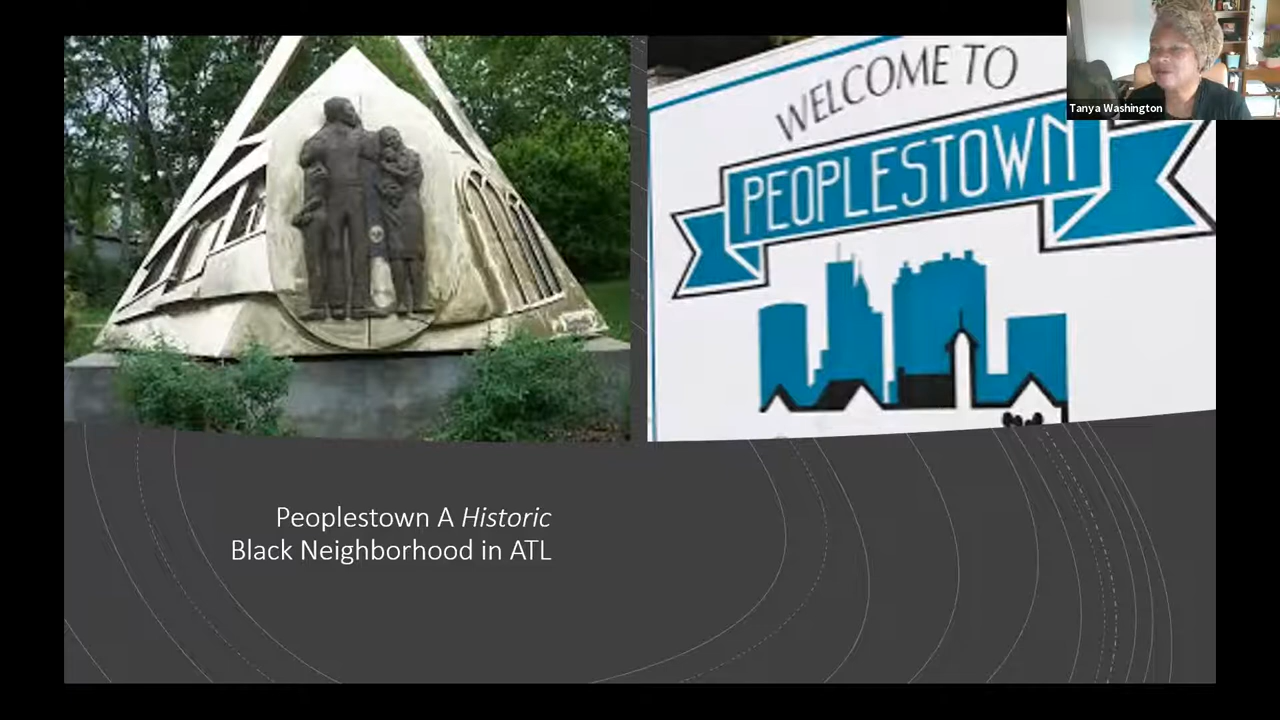 WELCOME TO
PEOPLESTOWN
Tanya Washington
Peoplestown A Historic
Black Neighborhood in ATL